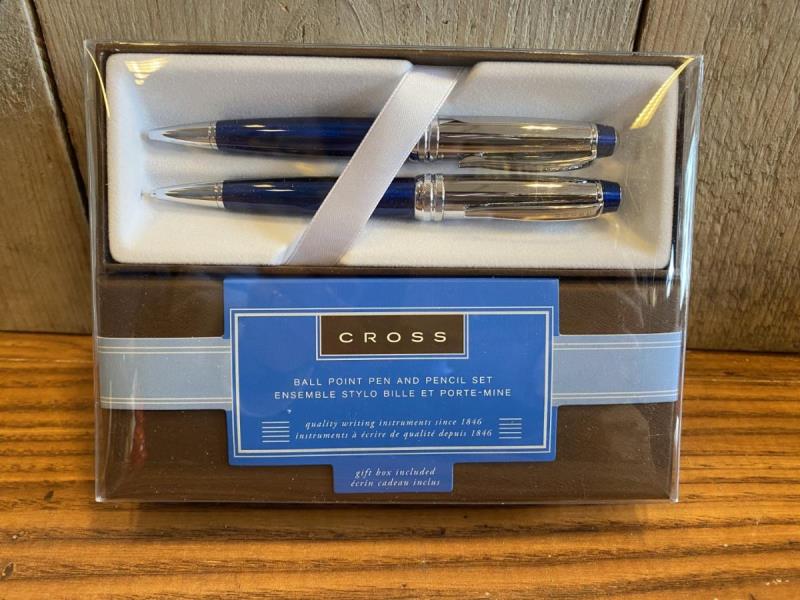 CROSS
BALL POINT PEN AND PENCIL SET
ENSEMBLE STYLO BILLE ET PORTE-MINE
quality writing instruments since 1846
instruments à écrire de qualité depuis 1846
gift box included
écrin cadeau inclus